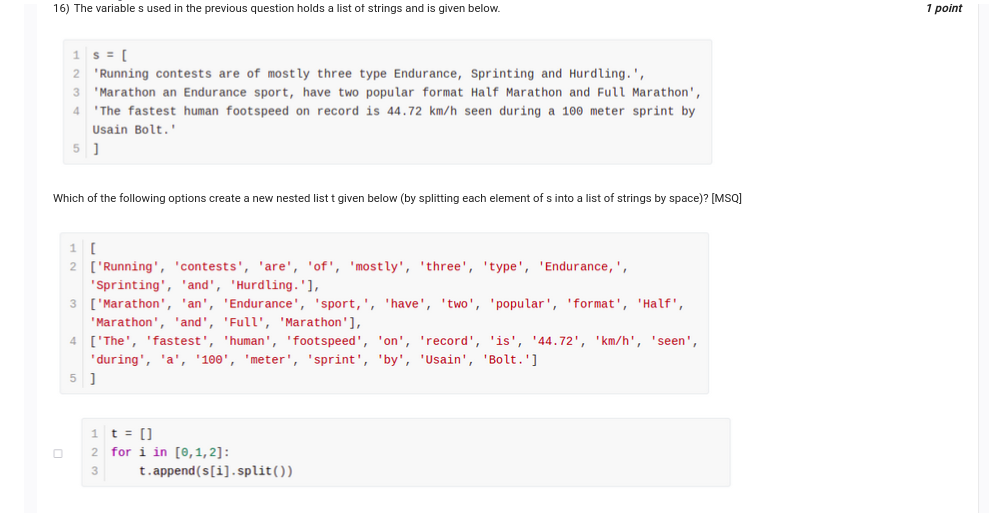 16) The variable s used in the previous question holds a list of strings and is given below. 1 point
1 s = [
2 'Running contests are of mostly three type Endurance, Sprinting and Hurdling.',
3 'Marathon an Endurance sport, have two popular format Half Marathon and Full Marathon',
4 'The fastest human footspeed on record is 44.72 km/h seen during a 100 meter sprint by
Usain Bolt.'
5 ]
Which of the following options create a new nested list t given below (by splitting each element of s into a list of strings by space)? [MSQ]
1 [
2 ['Running', 'contests', 'are', 'of', 'mostly', 'three', 'type', 'Endurance,',
'Sprinting', 'and', 'Hurdling.'],
3 ['Marathon', 'an', 'Endurance', 'sport,', 'have', 'two', 'popular', 'format', 'Half',
'Marathon', 'and', 'Full', 'Marathon'],
4 ['The', 'fastest', 'human', 'footspeed', 'on', 'record', 'is', '44.72', 'km/h', 'seen',
'during', 'a', '100', 'meter', 'sprint', 'by', 'Usain', 'Bolt.']
5 ]
1 t = []
2 for i in [0,1,2]:
3 t.append(s[i].split())